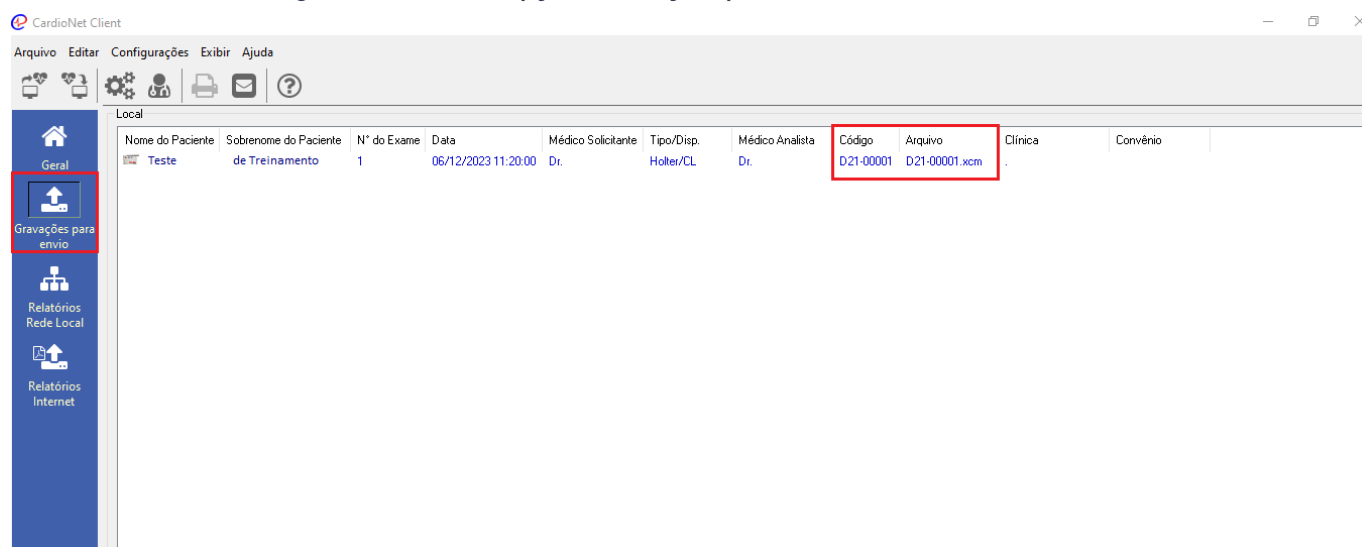 CardioNet Client
Arquivo Editar Configurações Exibir Ajuda
Local
Nome do Paciente Sobrenome do Paciente N° do Exame Data Médico Solicitante Tipo/Disp. Médico Analista Código Arquivo Clínica Convênio
Teste de Treinamento 1 06/12/2023 11:20:00 Dr. Holter/CL Dr. D21-00001 D21-00001.xcm .
Geral
Gravações para
envio
Relatórios
Rede Local
Relatórios
Internet